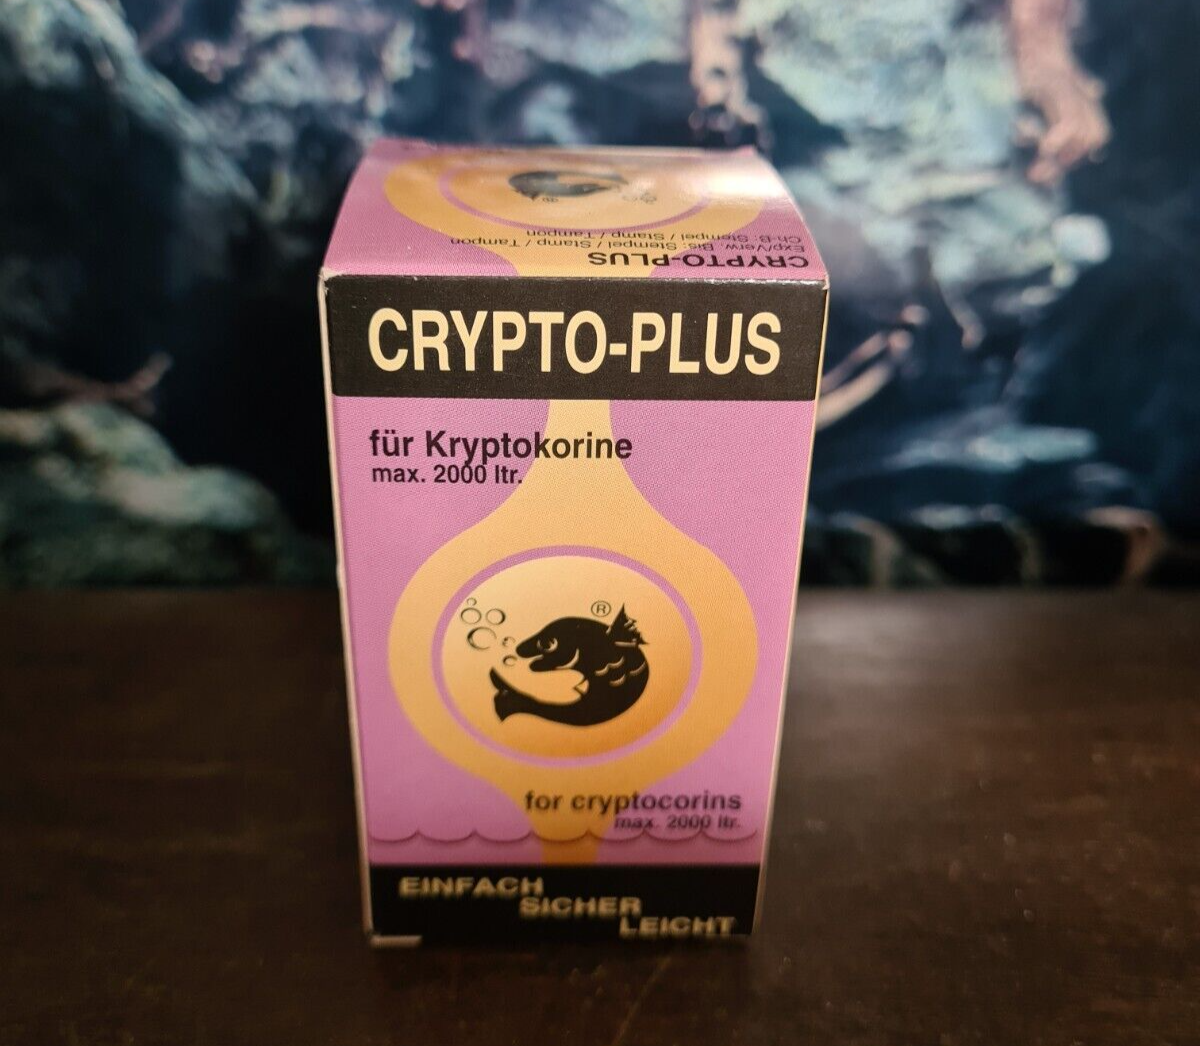 CRYPTO-PLUS
Exp/Verw. Bis: Stempel / Stamp / Tampon
Ch-B: Stempel / Stamp / Tampon
®
CRYPTO-PLUS
für Kryptokorine
max. 2000 ltr.
®
for cryptocorins
max. 2000 ltr.
EINFACH
SICHER
LEICHT